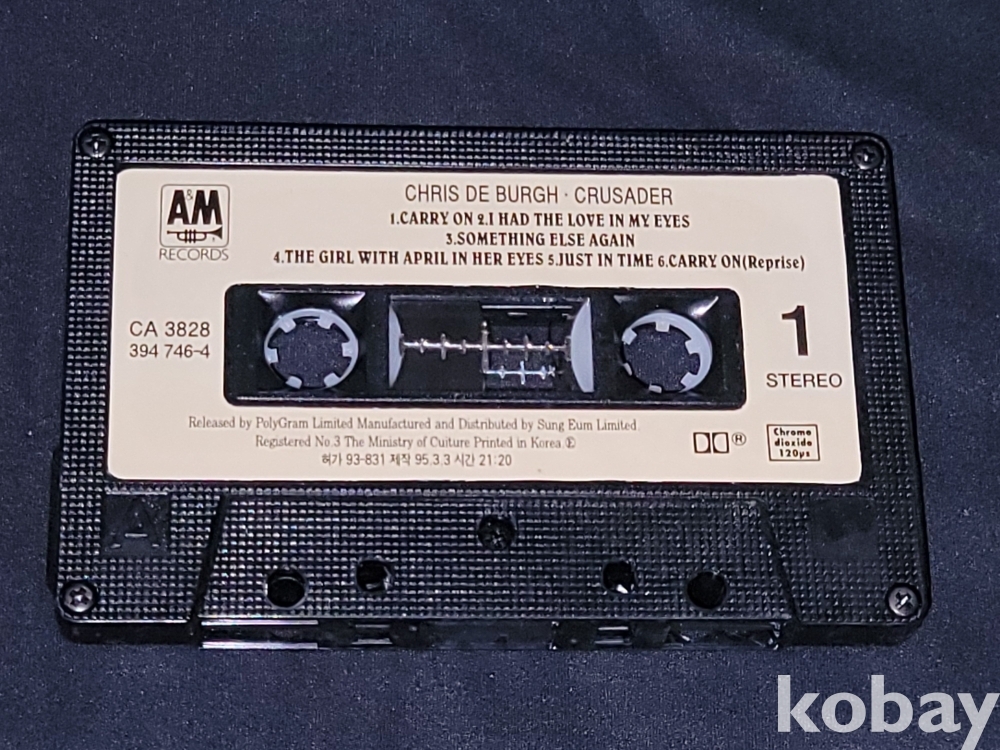 A&M
RECORDS
CHRIS DE BURGH · CRUSADER
1.CARRY ON 2.I HAD THE LOVE IN MY EYES
3.SOMETHING ELSE AGAIN
4.THE GIRL WITH APRIL IN HER EYES 5.JUST IN TIME 6.CARRY ON(Reprise)
CA 3828
394 746-4
1
STEREO
Released by PolyGram Limited Manufactured and Distributed by Sung Eum Limited.
Registered No.3 The Ministry of Culture Printed in Korea Ⓔ
허가 93-831 제작 95.3.3 시간 21:20
®
Chrome
dioxide
120µs
A
kobay